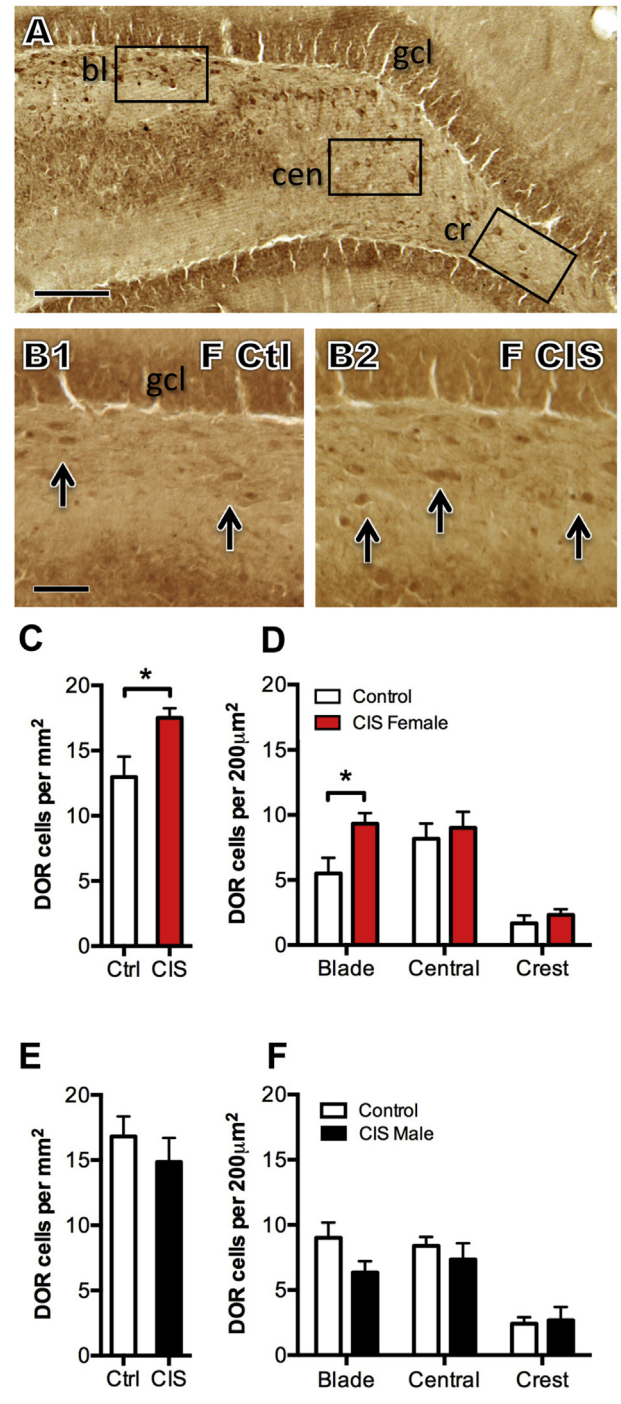 A
gcl
bl
cen
cr
B1 F Ctl
gcl
B2 F CIS
C
DOR cells per mm²
20
15
10
5
0
*
Ctrl CIS
D
DOR cells per 200µm²
20
15
10
5
0
Control
CIS Female
*
Blade Central Crest
E
DOR cells per mm²
20
15
10
5
0
Ctrl CIS
F
DOR cells per 200µm²
20
15
10
5
0
Control
CIS Male
Blade Central Crest